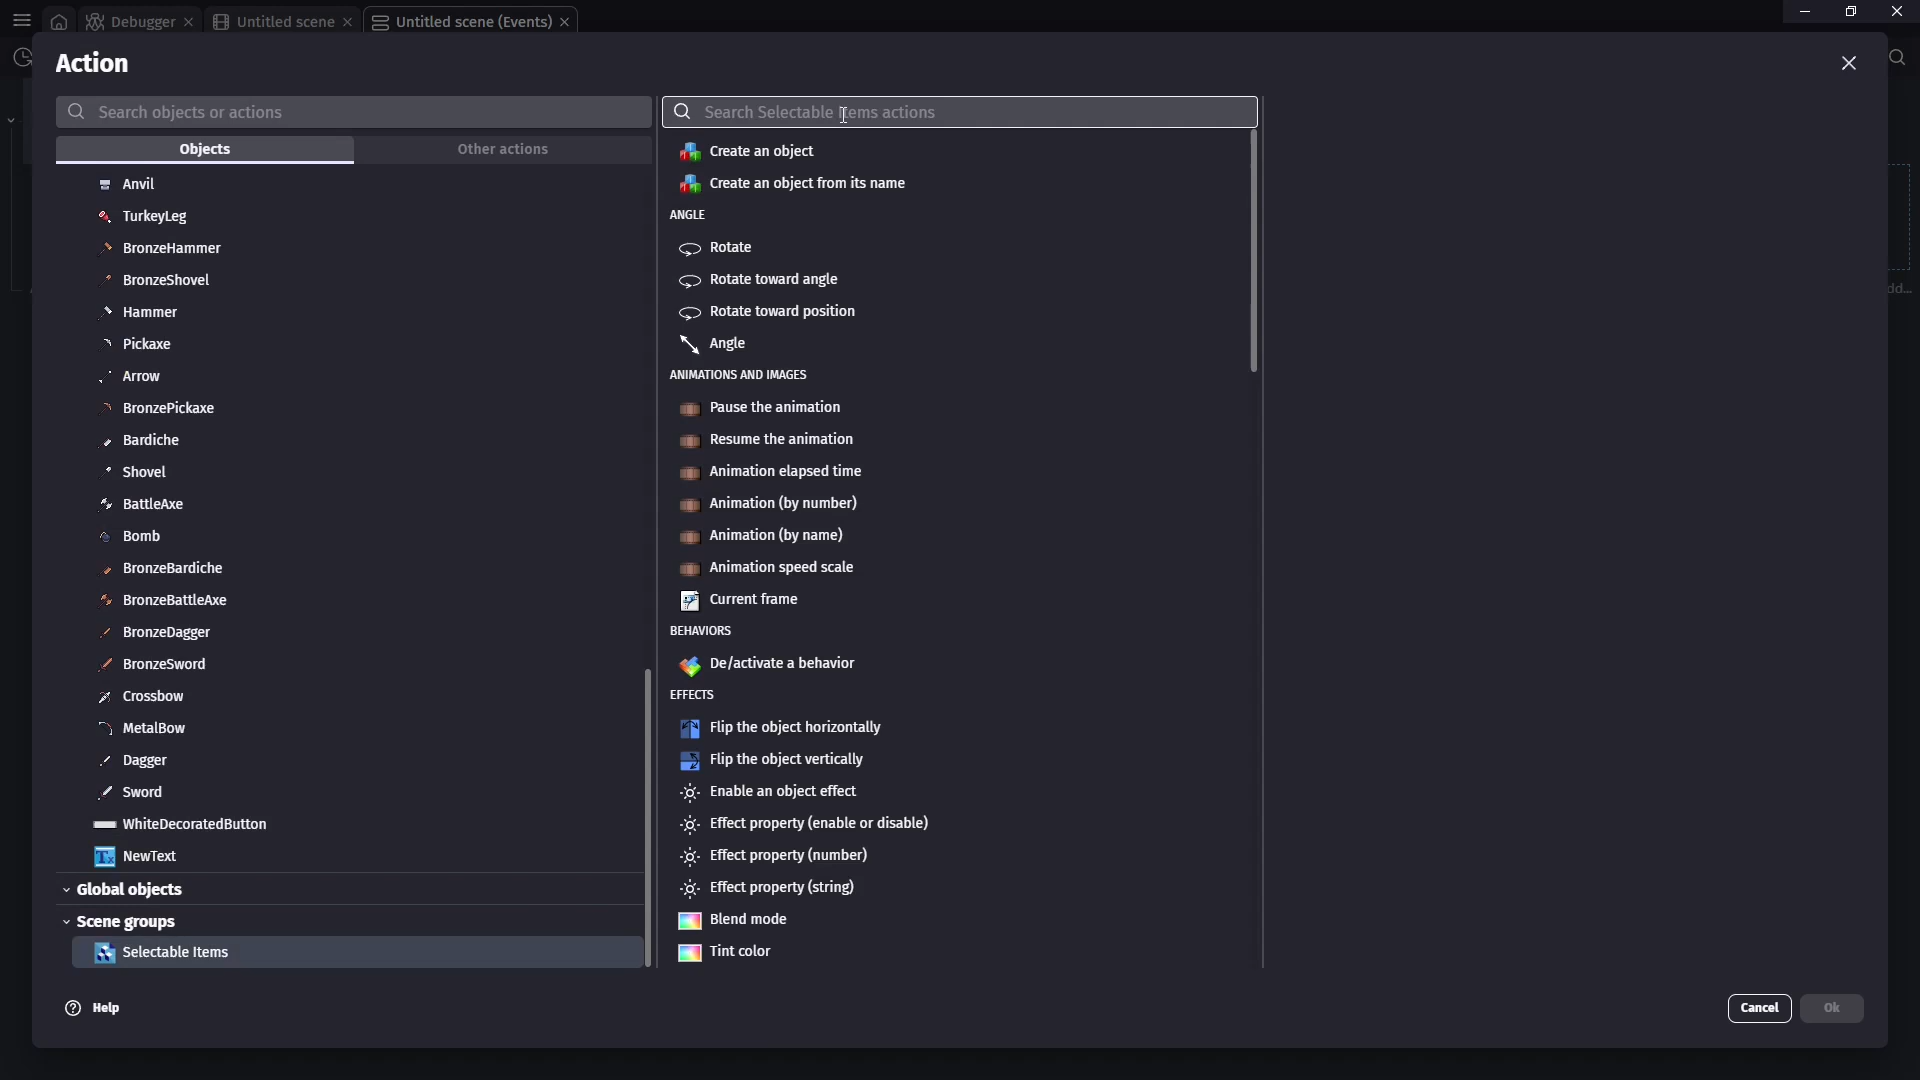 Debugger
Untitled scene
Untitled scene (Events)
Action
Search objects or actions
Objects
Other actions
Anvil
TurkeyLeg
BronzeHammer
BronzeShovel
Hammer
Pickaxe
Arrow
BronzePickaxe
Bardiche
Shovel
BattleAxe
Bomb
BronzeBardiche
BronzeBattleAxe
BronzeDagger
BronzeSword
Crossbow
MetalBow
Dagger
Sword
WhiteDecoratedButton
NewText
Global objects
Scene groups
Selectable Items
Search Selectable Items actions
Create an object
Create an object from its name
ANGLE
Rotate
Rotate toward angle
Rotate toward position
Angle
ANIMATIONS AND IMAGES
Pause the animation
Resume the animation
Animation elapsed time
Animation (by number)
Animation (by name)
Animation speed scale
Current frame
BEHAVIORS
De/activate a behavior
EFFECTS
Flip the object horizontally
Flip the object vertically
Enable an object effect
Effect property (enable or disable)
Effect property (number)
Effect property (string)
Blend mode
Tint color
dd...
Help
Cancel
Ok